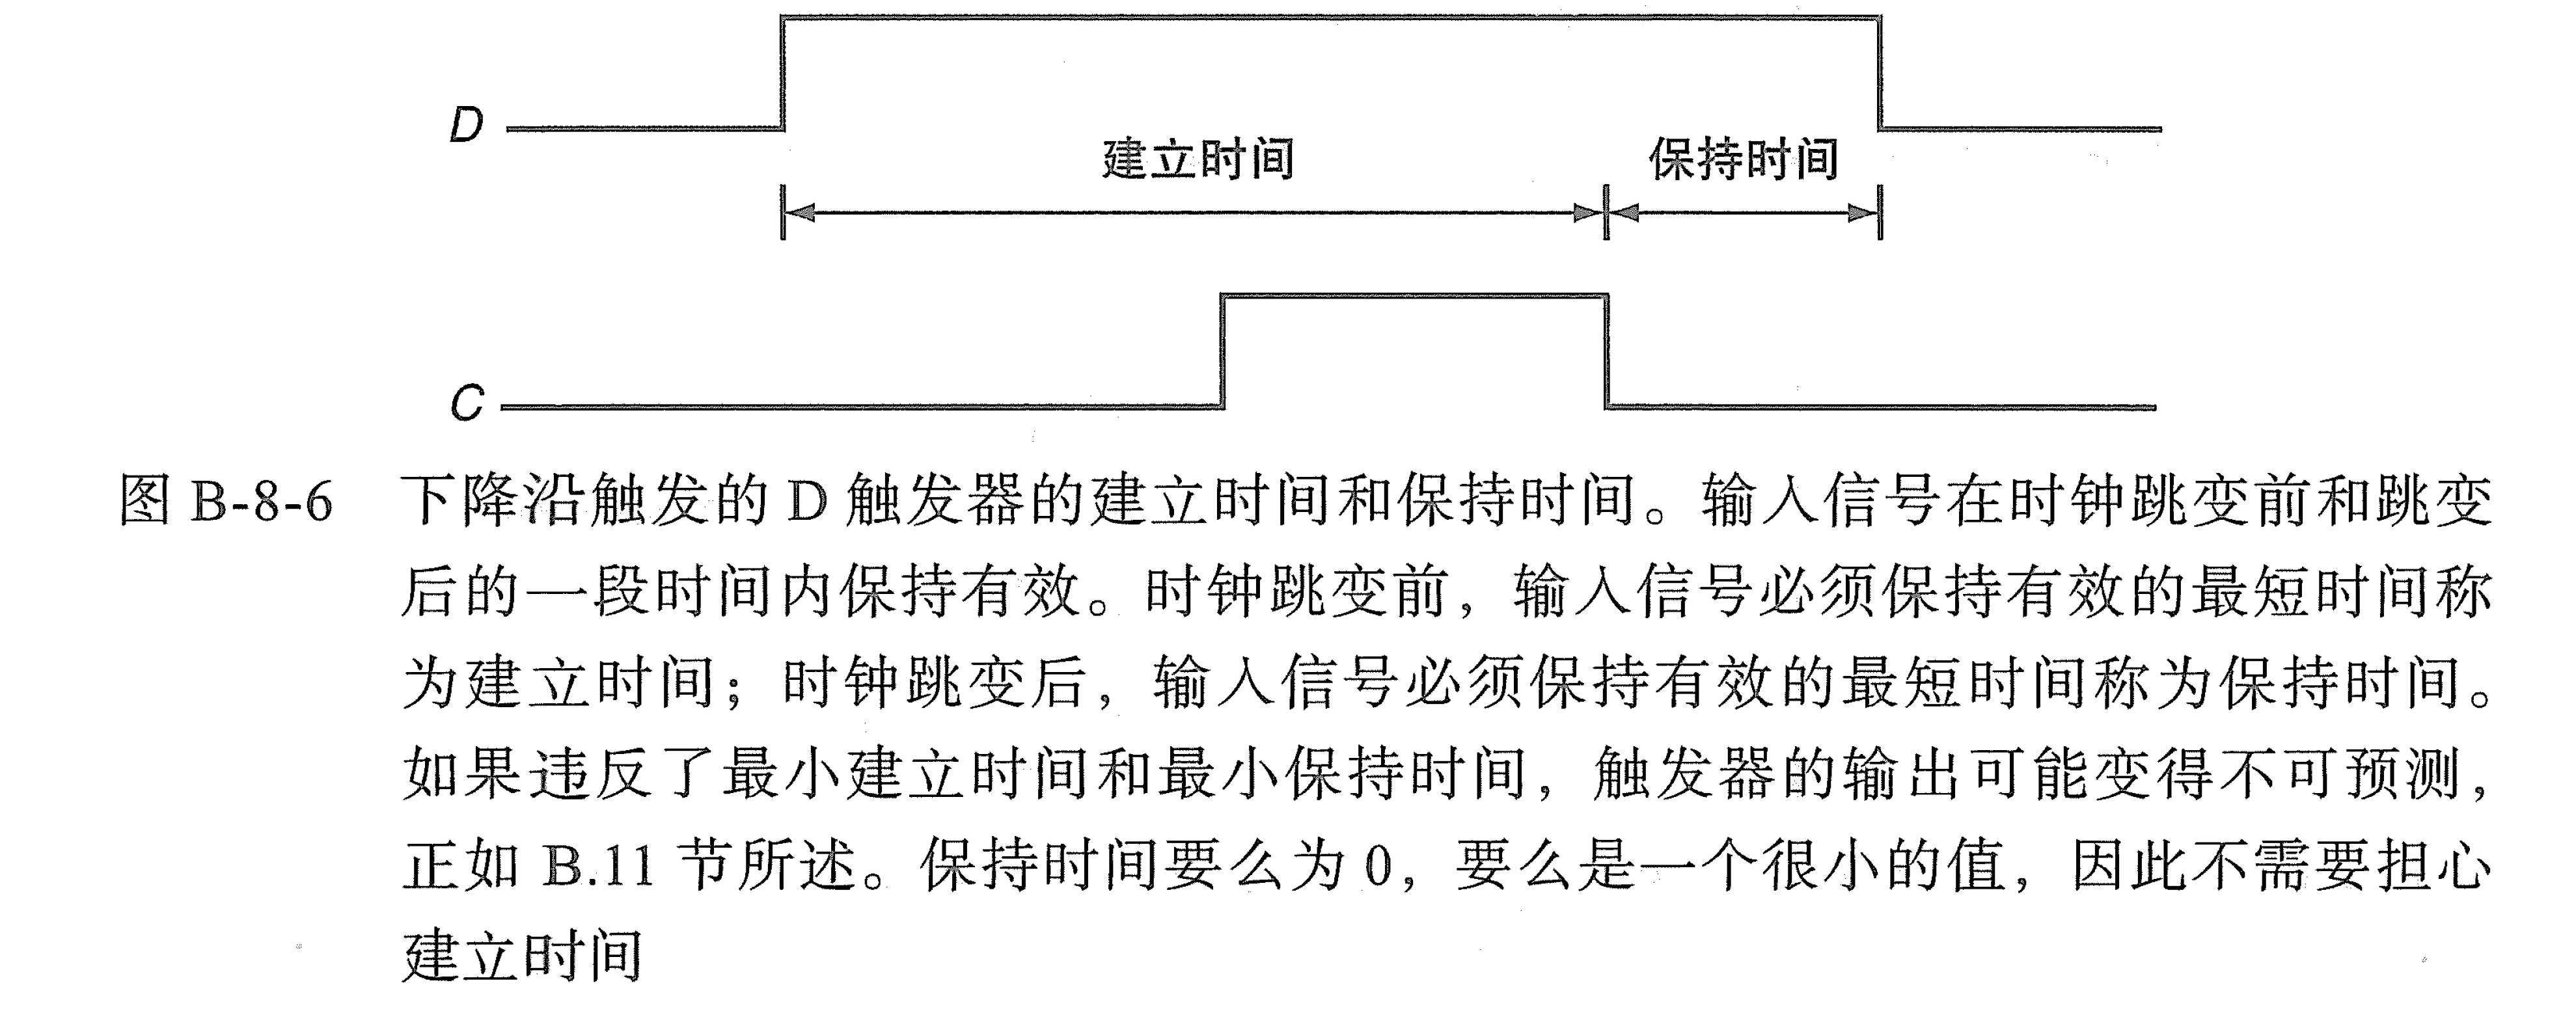 D
建立时间 保持时间
C
图 B-8-6 下降沿触发的 D 触发器的建立时间和保持时间。输入信号在时钟跳变前和跳变
后的一段时间内保持有效。时钟跳变前，输入信号必须保持有效的最短时间称
为建立时间；时钟跳变后，输入信号必须保持有效的最短时间称为保持时间。
如果违反了最小建立时间和最小保持时间，触发器的输出可能变得不可预测，
正如 B.11 节所述。保持时间要么为 0，要么是一个很小的值，因此不需要担心
建立时间